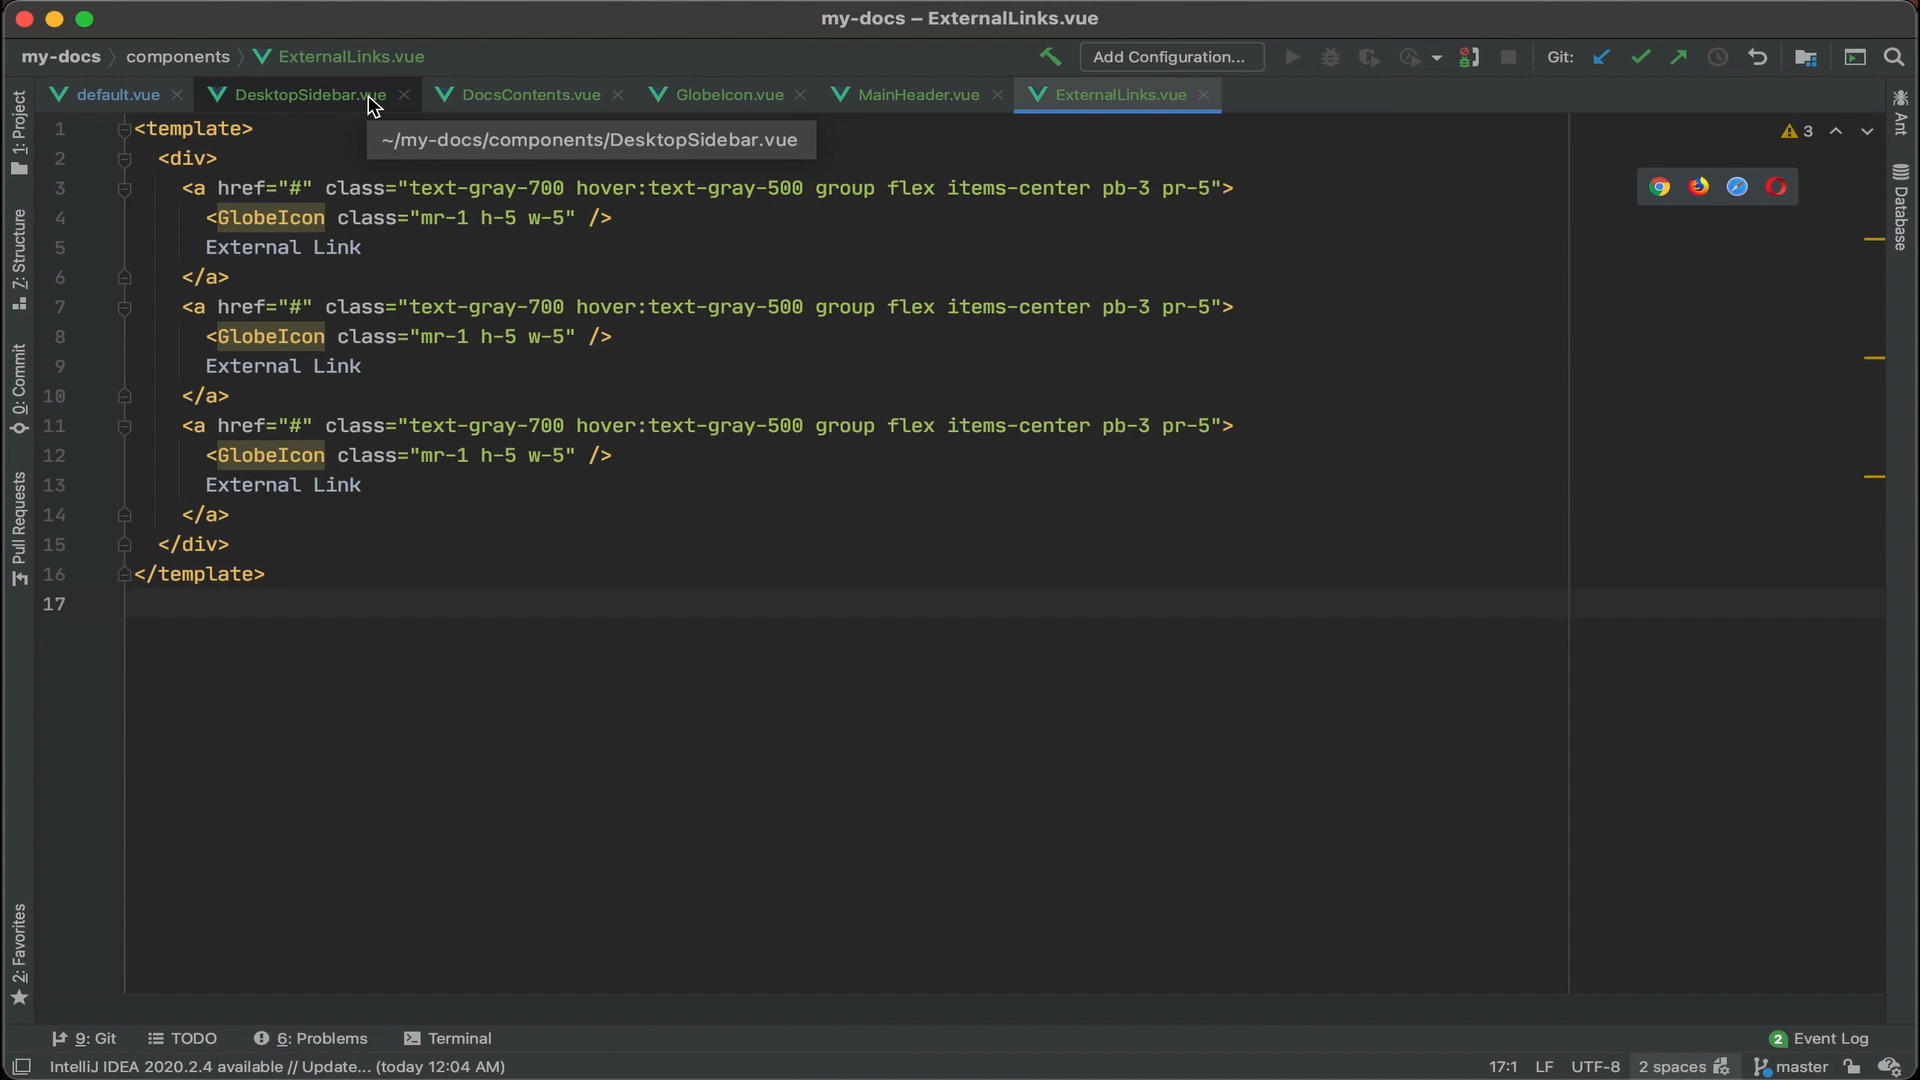 my-docs – ExternalLinks.vue
my-docs components ExternalLinks.vue Add Configuration... Git:
default.vue DesktopSidebar.vue DocsContents.vue GlobeIcon.vue MainHeader.vue ExternalLinks.vue
~/my-docs/components/DesktopSidebar.vue
3
1 <template>
2 <div>
3 <a href="#" class="text-gray-700 hover:text-gray-500 group flex items-center pb-3 pr-5">
4 <GlobeIcon class="mr-1 h-5 w-5" />
5 External Link
6 </a>
7 <a href="#" class="text-gray-700 hover:text-gray-500 group flex items-center pb-3 pr-5">
8 <GlobeIcon class="mr-1 h-5 w-5" />
9 External Link
10 </a>
11 <a href="#" class="text-gray-700 hover:text-gray-500 group flex items-center pb-3 pr-5">
12 <GlobeIcon class="mr-1 h-5 w-5" />
13 External Link
14 </a>
15 </div>
16 </template>
17
1: Project
Z: Structure
0: Commit
Pull Requests
2: Favorites
Ant
Database
9: Git TODO 6: Problems Terminal 2 Event Log
IntelliJ IDEA 2020.2.4 available // Update... (today 12:04 AM) 17:1 LF UTF-8 2 spaces master